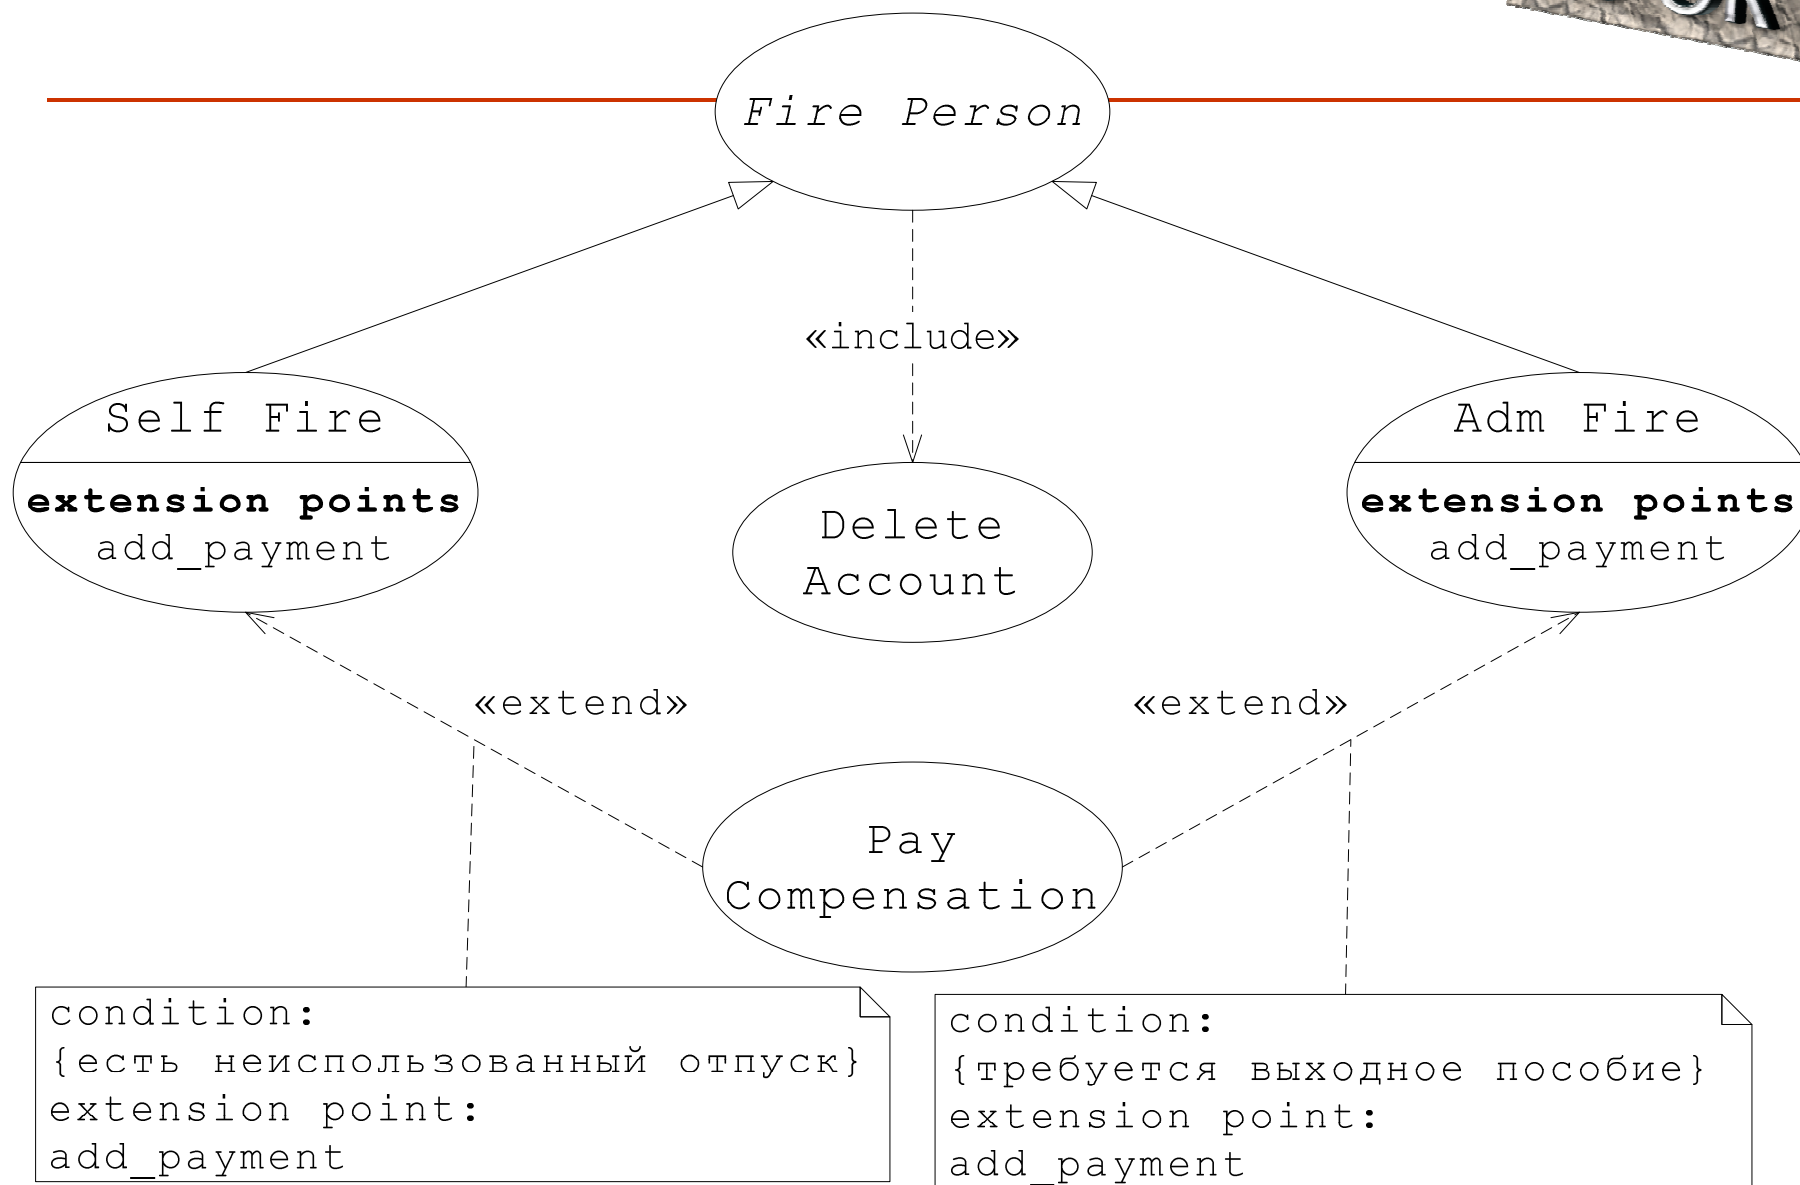 Fire Person
«include»
Self Fire
extension points
add_payment
Adm Fire
extension points
add_payment
Delete
Account
«extend»
«extend»
Pay
Compensation
condition:
{есть неиспользованный отпуск}
extension point:
add_payment
condition:
{требуется выходное пособие}
extension point:
add_payment